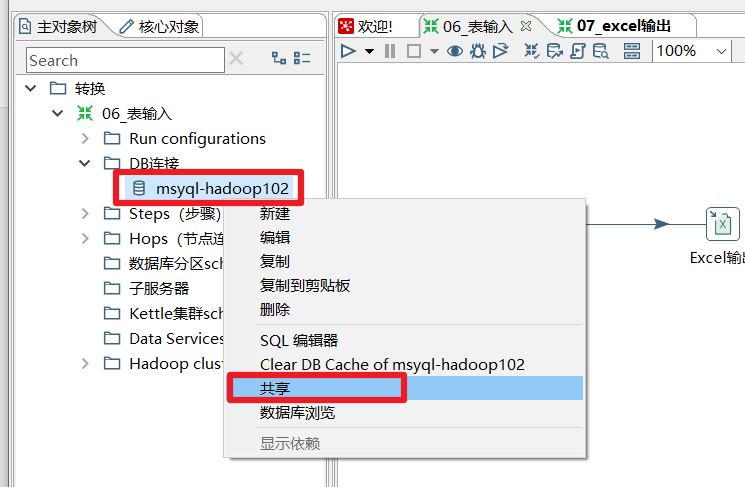 主对象树
核心对象
欢迎!
06_表输入
07_excel输出
Search
100%
转换
06_表输入
Run configurations
DB连接
msyql-hadoop102
Steps（步骤）
Hops（节点连
数据库分区sch
子服务器
Kettle集群sch
Data Services
Hadoop clust
新建
编辑
复制
复制到剪贴板
删除
SQL 编辑器
Clear DB Cache of msyql-hadoop102
共享
数据库浏览
显示依赖
X
Excel输出